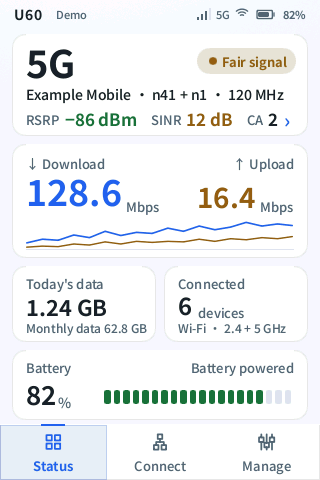 U60 Demo 5G 82%
5G Fair signal
Example Mobile • n41 + n1 • 120 MHz
RSRP −86 dBm SINR 12 dB CA 2 ›
↓ Download ↑ Upload
128.6 Mbps 16.4 Mbps
Today's data Connected
1.24 GB 6 devices
Monthly data 62.8 GB Wi-Fi • 2.4 + 5 GHz
Battery Battery powered
82%
Status Connect Manage